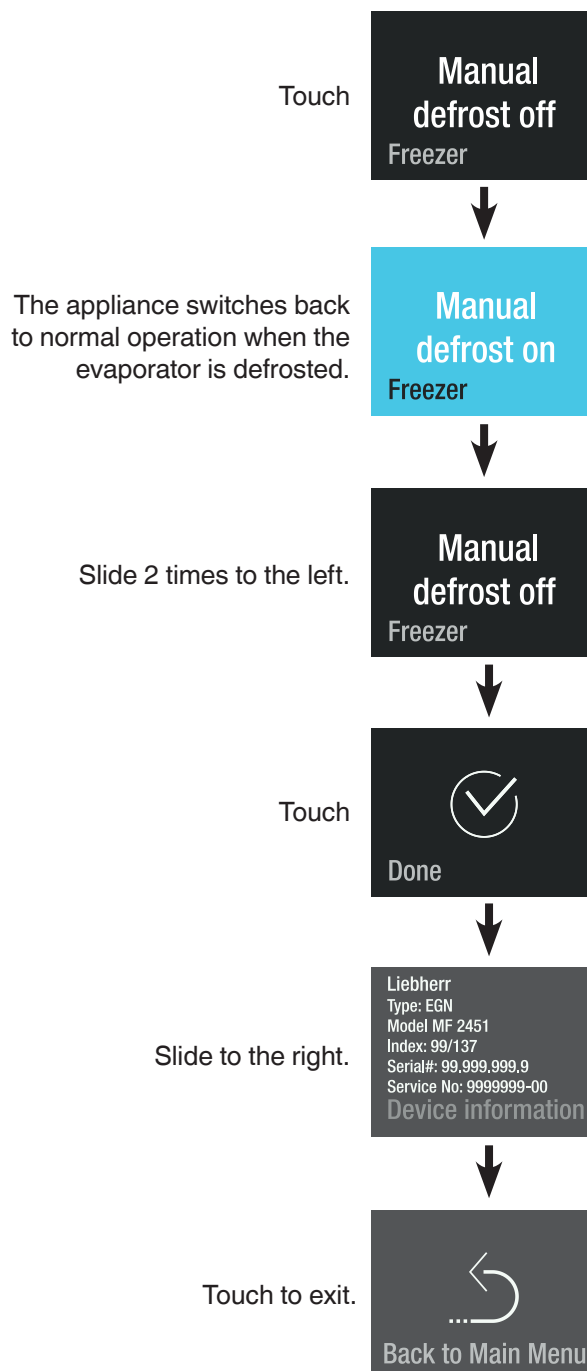 Touch
Manual
defrost off
Freezer
The appliance switches back
to normal operation when the
evaporator is defrosted.
Manual
defrost on
Freezer
Slide 2 times to the left.
Manual
defrost off
Freezer
Touch
Done
Slide to the right.
Liebherr
Type: EGN
Model MF 2451
Index: 99/137
Serial#: 99.999.999.9
Service No: 9999999-00
Device information
Touch to exit.
Back to Main Menu